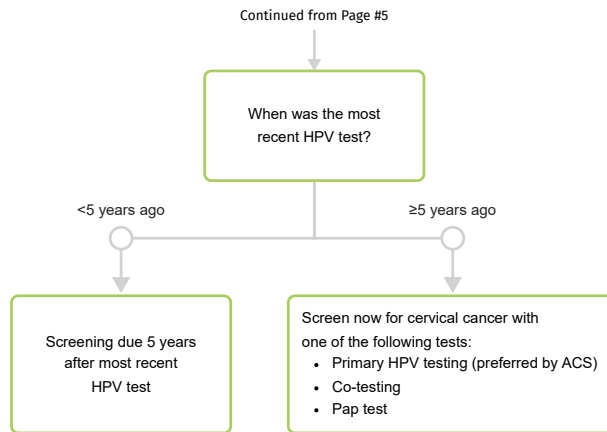 Continued from Page #5
When was the most
recent HPV test?
<5 years ago
≥5 years ago
Screening due 5 years
after most recent
HPV test
Screen now for cervical cancer with
one of the following tests:
• Primary HPV testing (preferred by ACS)
• Co-testing
• Pap test